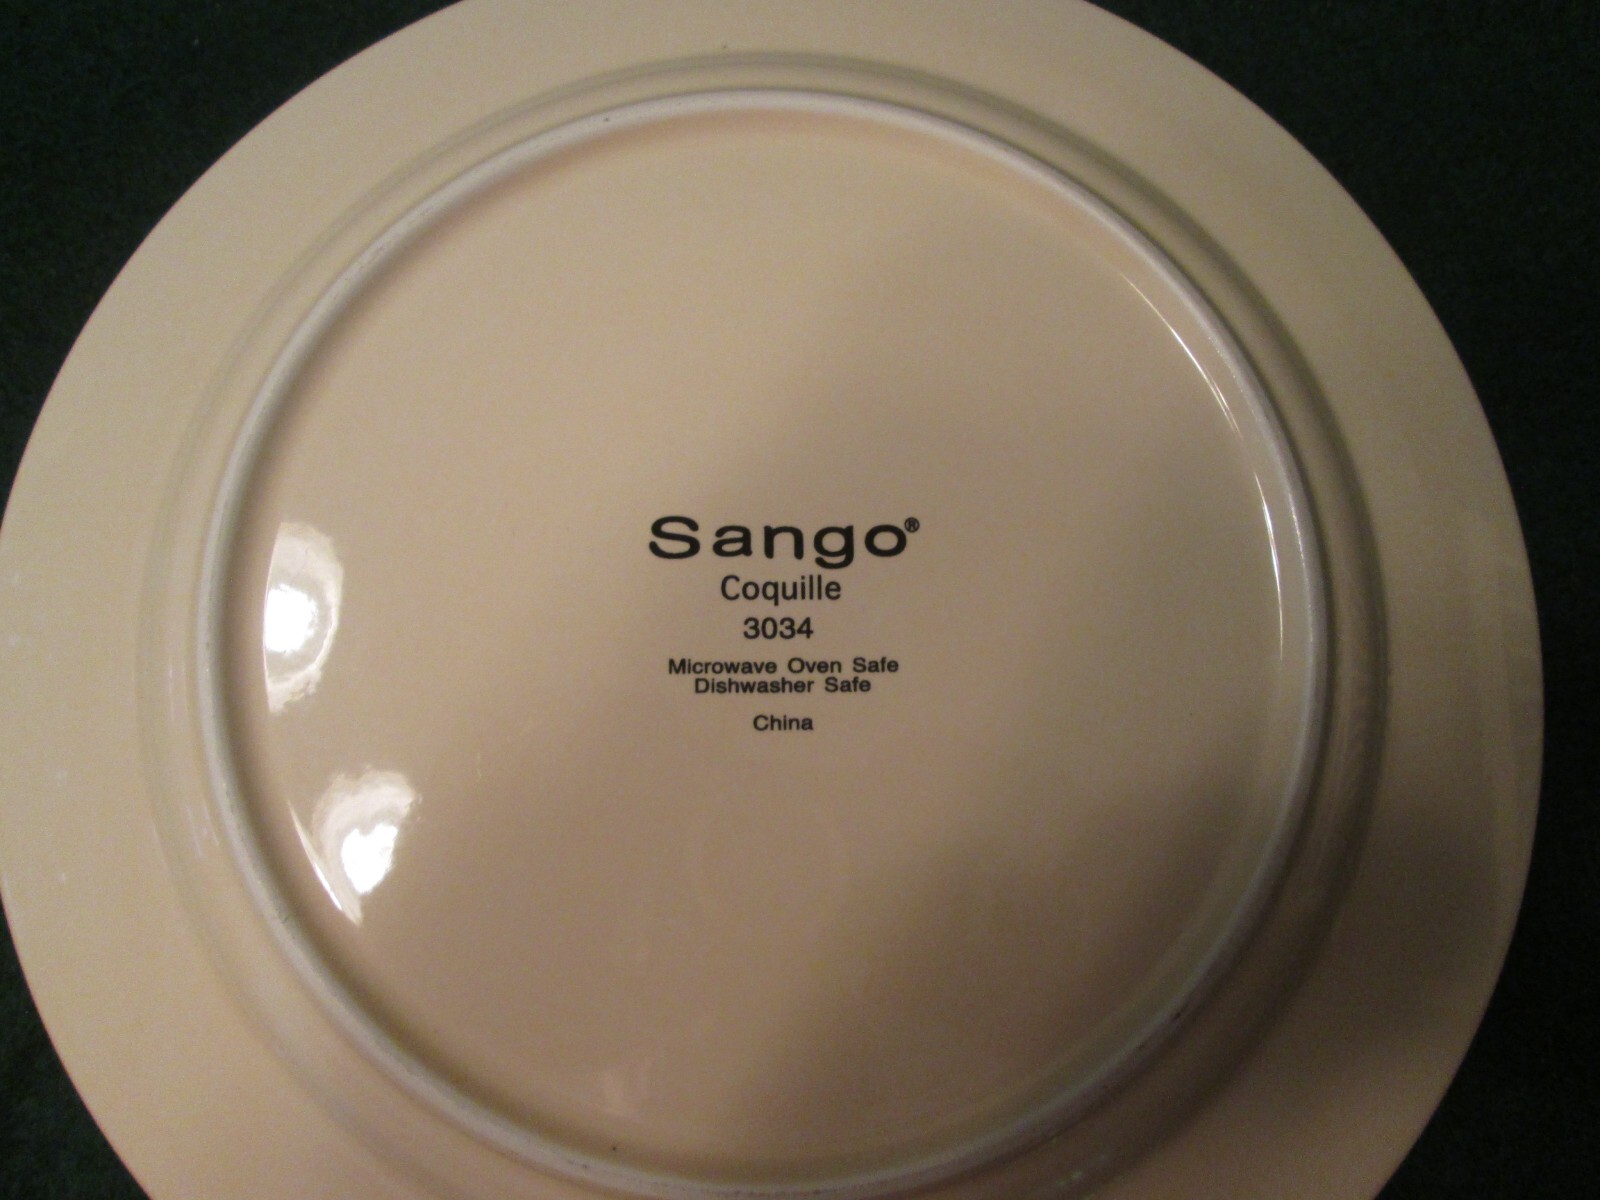 Sango®
Coquille
3034
Microwave Oven Safe
Dishwasher Safe
China